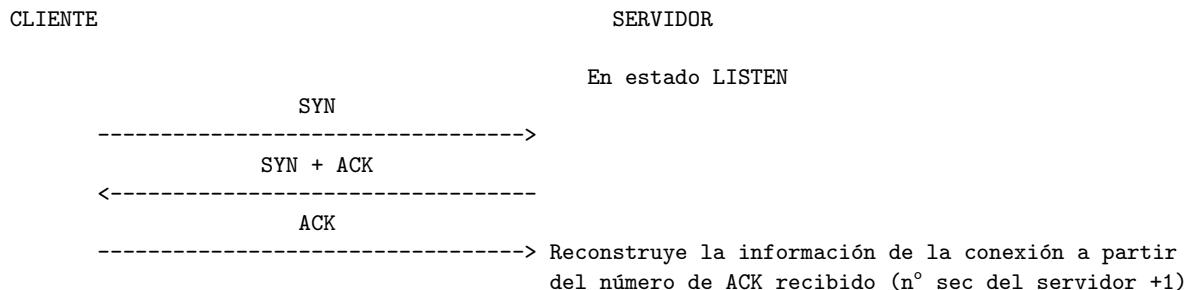 CLIENTE SERVIDOR
En estado LISTEN
SYN
---------------------------------->
SYN + ACK
<----------------------------------
ACK
----------------------------------> Reconstruye la información de la conexión a partir
del número de ACK recibido (n° sec del servidor +1)